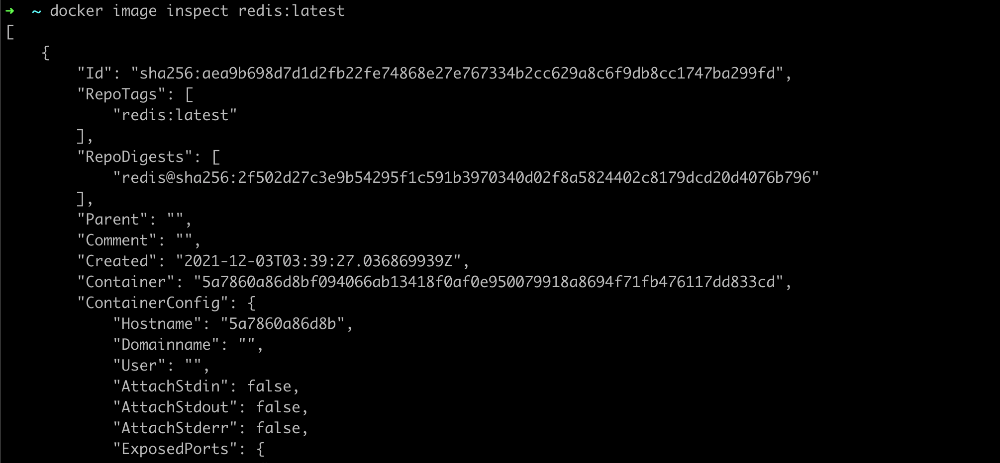 ➜  ~ docker image inspect redis:latest
[
    {
        "Id": "sha256:aea9b698d7d1d2fb22fe74868e27e767334b2cc629a8c6f9db8cc1747ba299fd",
        "RepoTags": [
            "redis:latest"
        ],
        "RepoDigests": [
            "redis@sha256:2f502d27c3e9b54295f1c591b3970340d02f8a5824402c8179dcd20d4076b796"
        ],
        "Parent": "",
        "Comment": "",
        "Created": "2021-12-03T03:39:27.036869939Z",
        "Container": "5a7860a86d8bf094066ab13418f0af0e950079918a8694f71fb476117dd833cd",
        "ContainerConfig": {
            "Hostname": "5a7860a86d8b",
            "Domainname": "",
            "User": "",
            "AttachStdin": false,
            "AttachStdout": false,
            "AttachStderr": false,
            "ExposedPorts": {